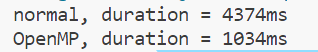 normal, duration = 4374ms
OpenMP, duration = 1034ms